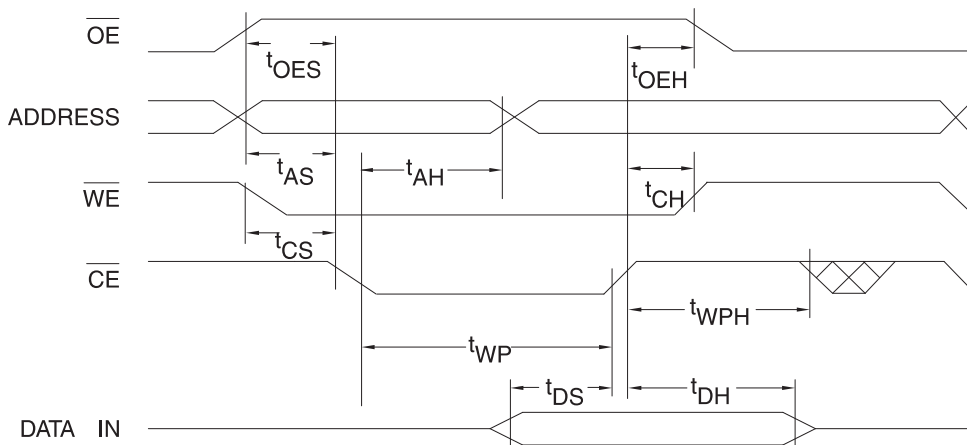 OE
tOES
tOEH
ADDRESS
tAS
tAH
WE
tCH
tCS
CE
tWPH
tWP
tDS
tDH
DATA IN